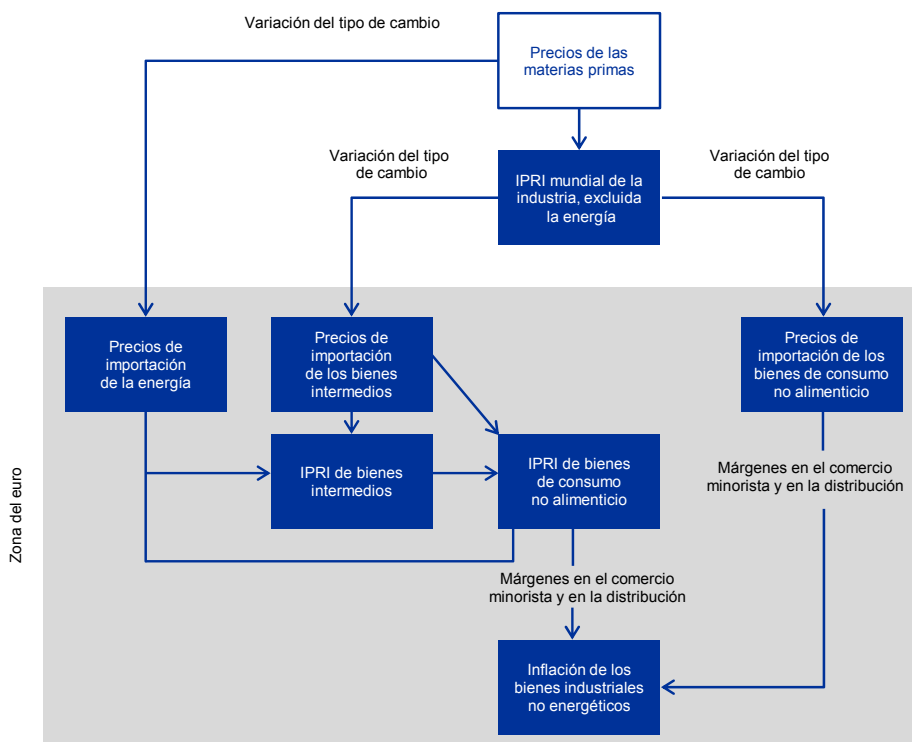 Variación del tipo de cambio
Precios de las
materias primas
Variación del tipo
de cambio
IPRI mundial de la
industria, excluida
la energía
Variación del tipo
de cambio
Zona del euro
Precios de
importación
de la energía
Precios de
importación
de los bienes
intermedios
Precios de
importación de los
bienes de consumo
no alimenticio
IPRI de bienes
intermedios
IPRI de bienes
de consumo
no alimenticio
Márgenes en el comercio
minorista y en la distribución
Márgenes en el comercio
minorista y en la distribución
Inflación de los
bienes industriales
no energéticos